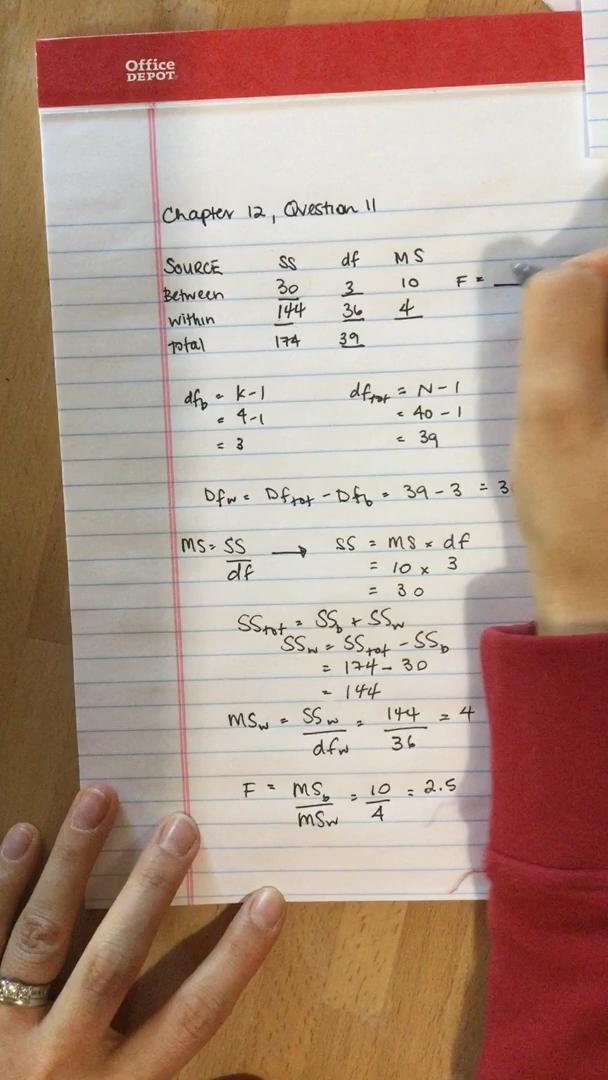 Office
DEPOT
Chapter 12, Question 11
SOURCE SS df MS
Between 30 3 10 F = __
within 144 36 4
total 174 39
df_b = k-1
= 4-1
= 3
df_tot = N-1
= 40-1
= 39
Df_w = Df_tot - Df_b = 39-3 = 3
MS = SS/df → SS = MS × df
= 10 × 3
= 30
SS_tot = SS_b + SS_w
SS_w = SS_tot - SS_b
= 174-30
= 144
MS_w = SS_w/df_w = 144/36 = 4
F = MS_b/MS_w = 10/4 = 2.5